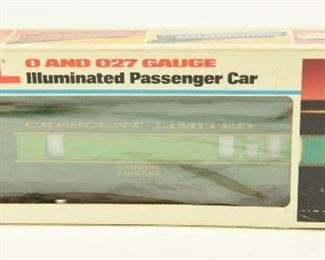 L
O AND O27 GAUGE
Illuminated Passenger Car
CRESCENT LIMITED
ANDREW
PICKENS